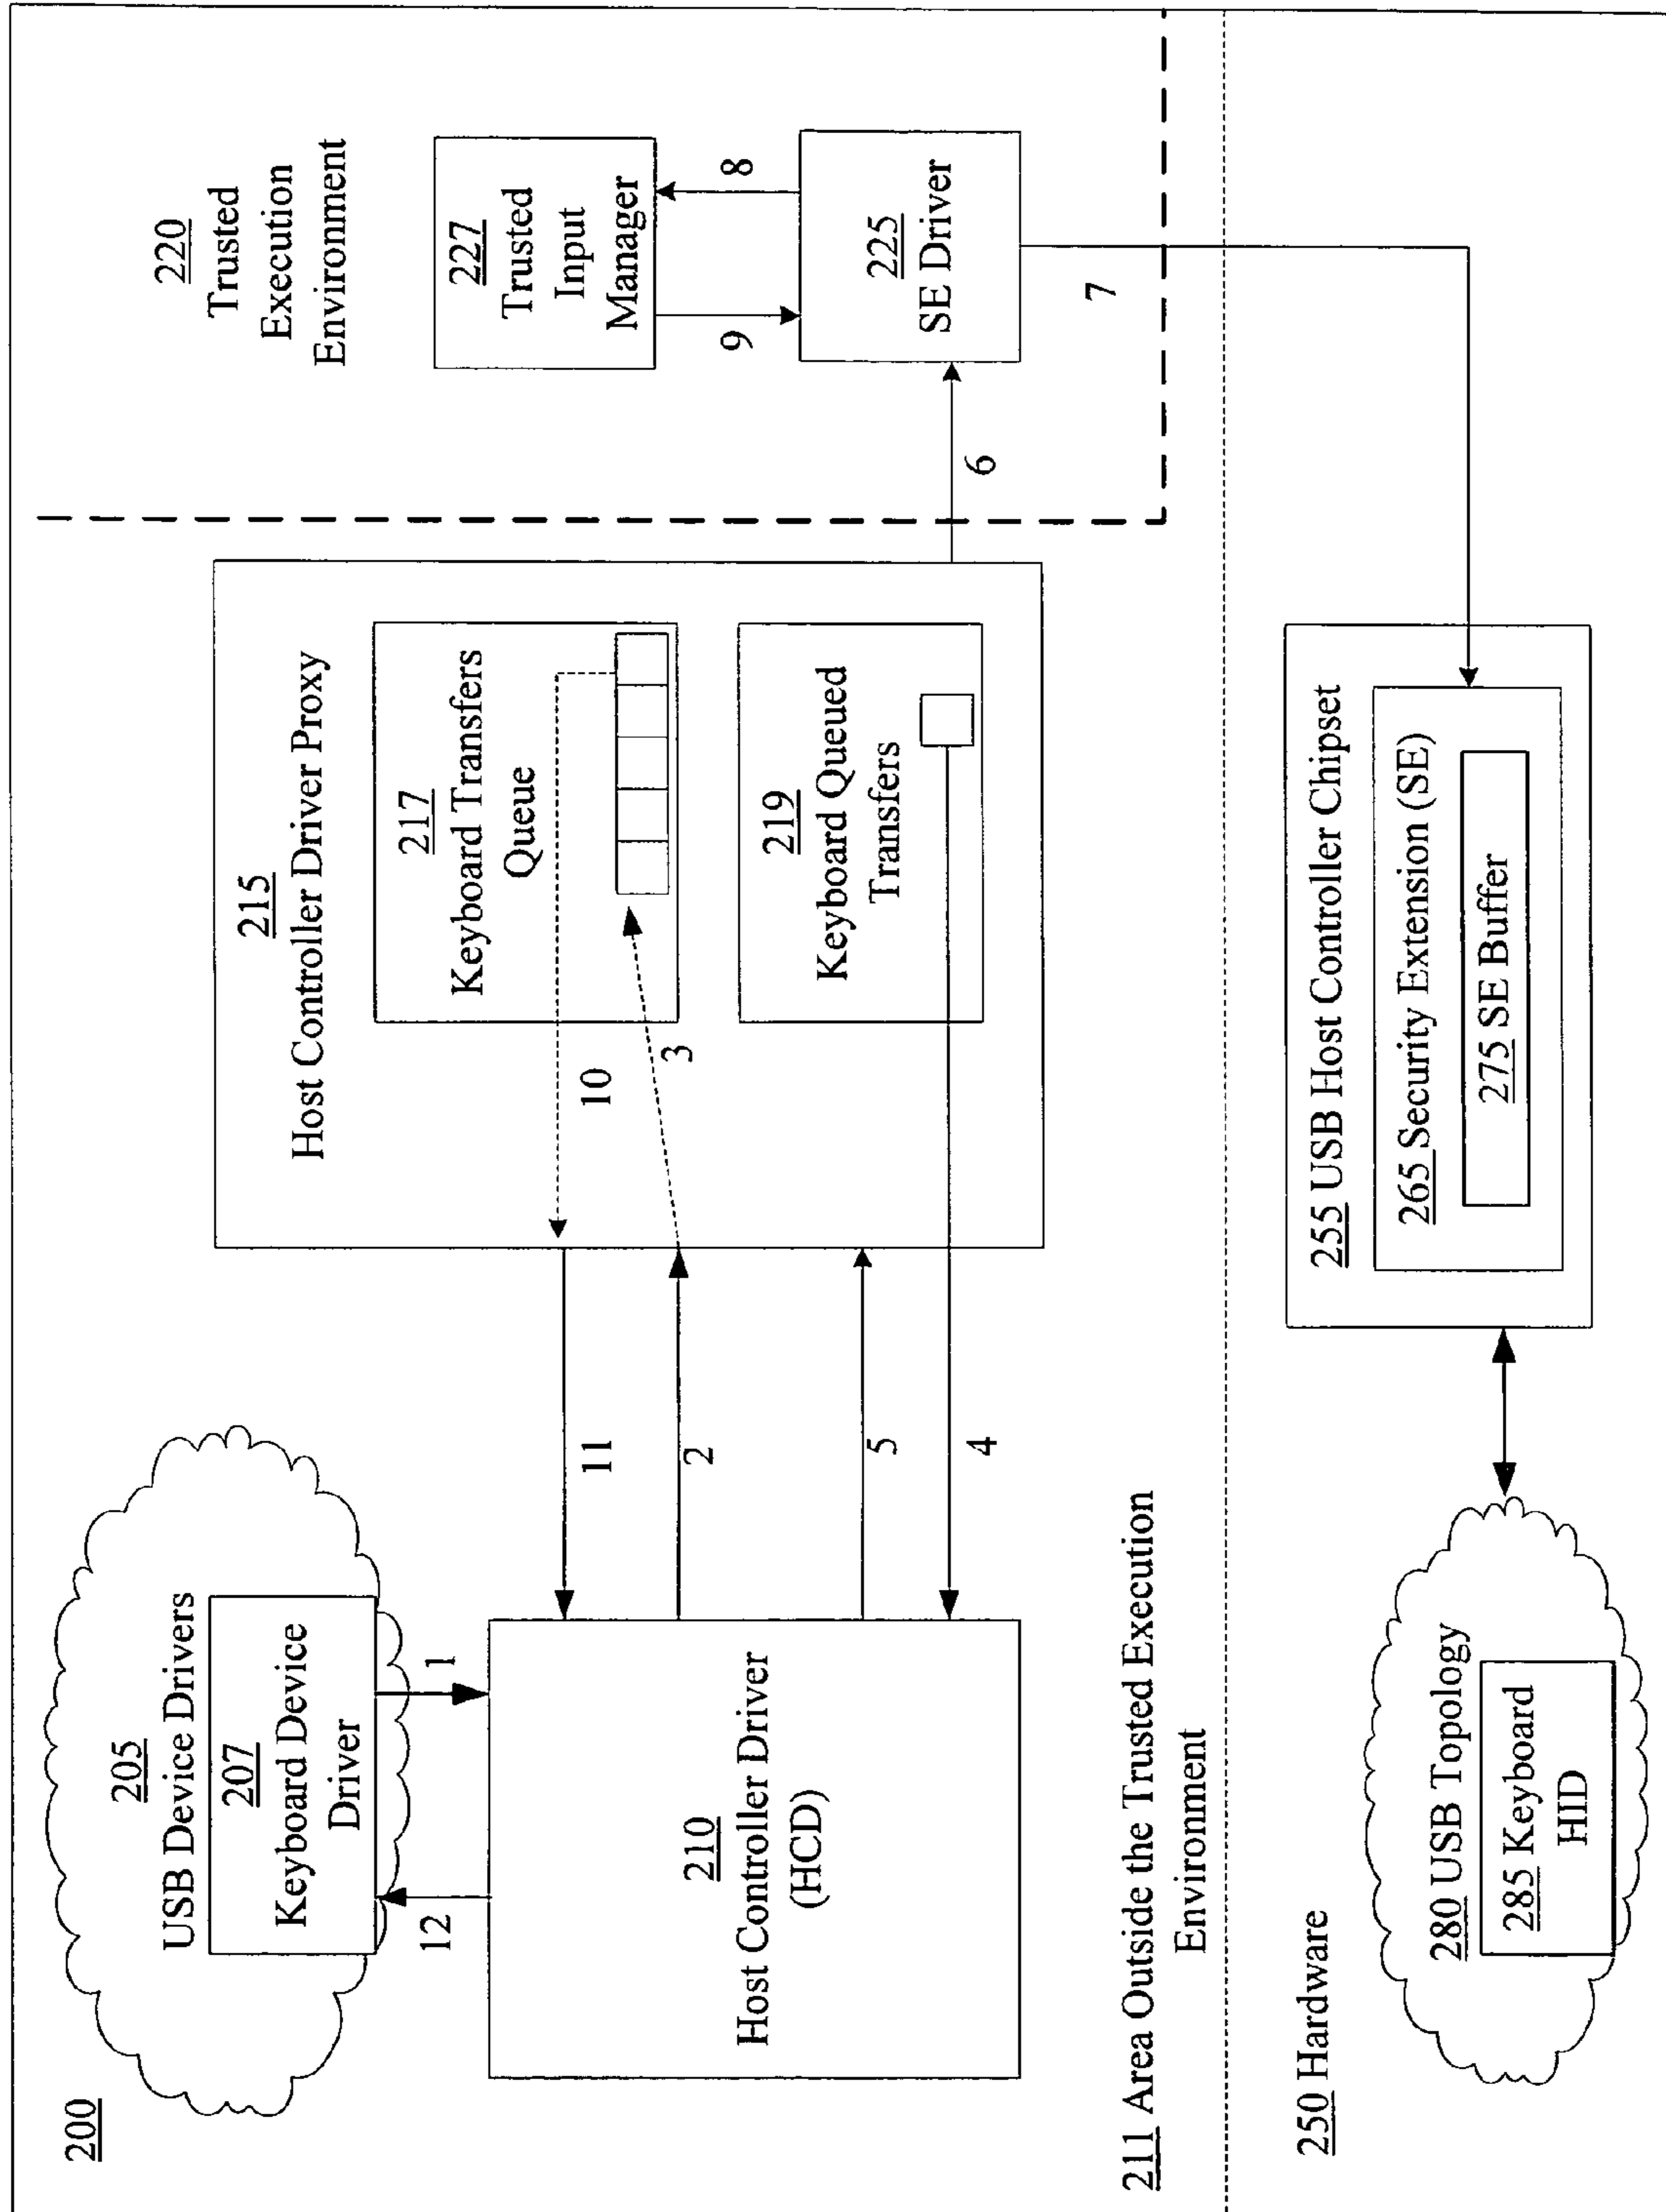 200
205
USB Device Drivers
207
Keyboard Device
Driver
12
1
210
Host Controller Driver
(HCD)
11
2
5
4
215
Host Controller Driver Proxy
217
Keyboard Transfers
Queue
10
3
219
Keyboard Queued
Transfers
6
220
Trusted
Execution
Environment
227
Trusted
Input
Manager
9
8
225
SE Driver
7
211 Area Outside the Trusted Execution
Environment
250 Hardware
280 USB Topology
285 Keyboard
HID
255 USB Host Controller Chipset
265 Security Extension (SE)
275 SE Buffer